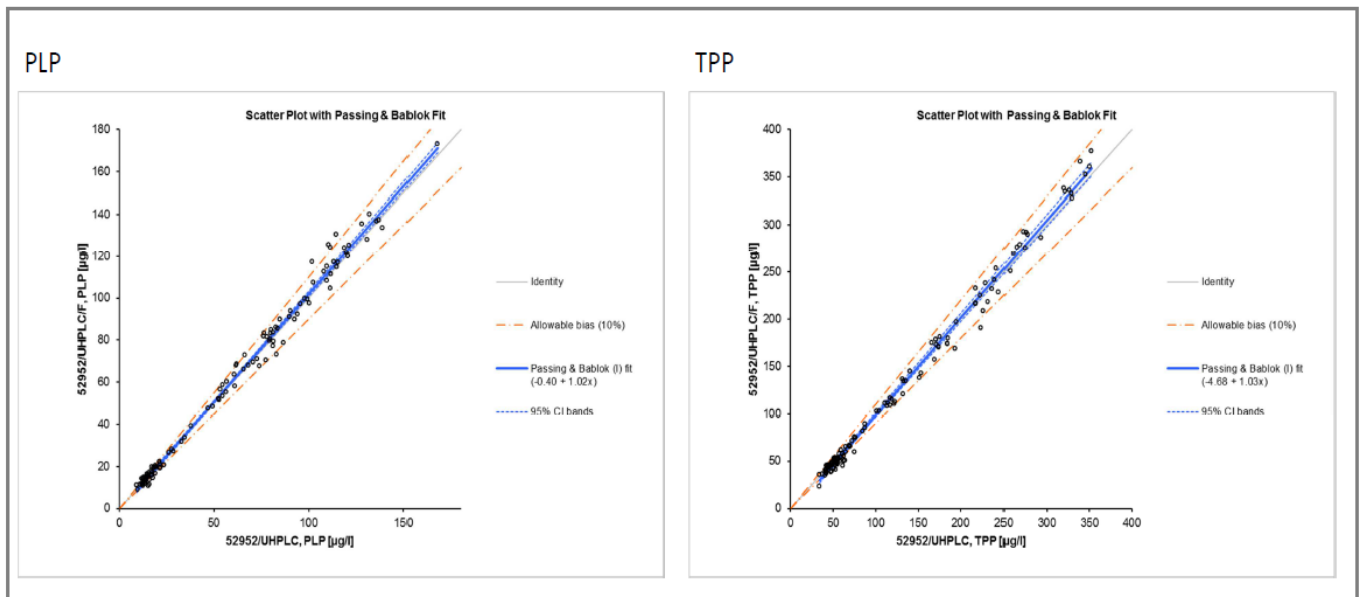 PLP
Scatter Plot with Passing & Bablok Fit
52952/UHPLC/F, PLP [µg/l]
180
160
140
120
100
80
60
40
20
0
0 50 100 150
52952/UHPLC, PLP [µg/l]
Identity
Allowable bias (10%)
Passing & Bablok (I) fit
(-0.40 + 1.02x)
95% CI bands
TPP
Scatter Plot with Passing & Bablok Fit
52952/UHPLC/F, TPP [µg/l]
400
350
300
250
200
150
100
50
0
0 50 100 150 200 250 300 350 400
52952/UHPLC, TPP [µg/l]
Identity
Allowable bias (10%)
Passing & Bablok (I) fit
(-4.68 + 1.03x)
95% CI bands